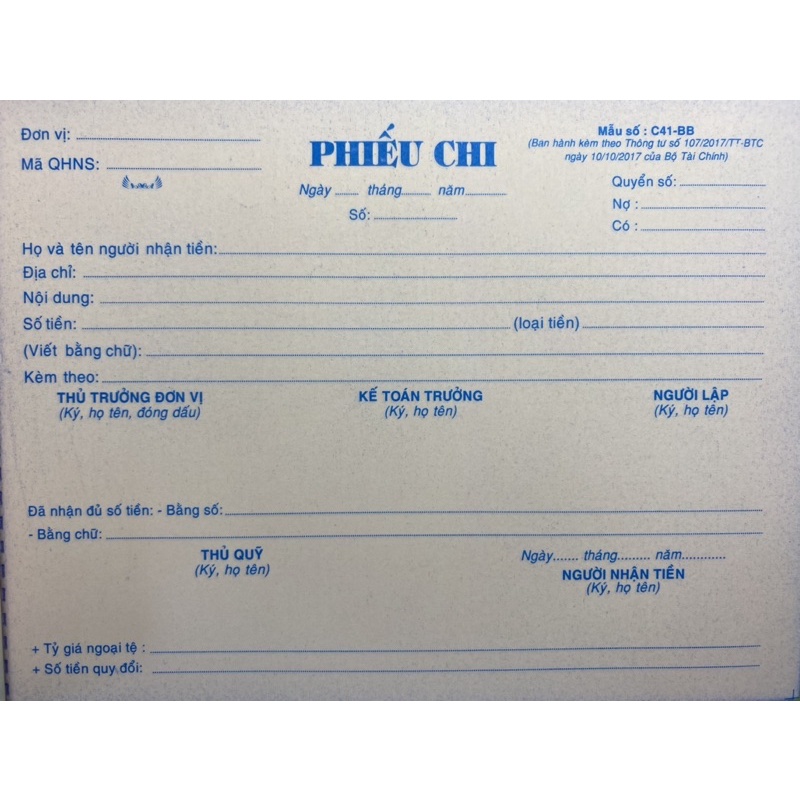 Đơn vị:
Mã QHNS:
PHIẾU CHI
Ngày ........ tháng ........ năm ............
Số: ........................
Mẫu số : C41-BB
(Ban hành kèm theo Thông tư số 107/2017/TT-BTC
ngày 10/10/2017 của Bộ Tài Chính)
Quyển số:
Nợ :
Có :
Họ và tên người nhận tiền:
Địa chỉ:
Nội dung:
Số tiền: (loại tiền)
(Viết bằng chữ):
Kèm theo:
THỦ TRƯỞNG ĐƠN VỊ KẾ TOÁN TRƯỞNG NGƯỜI LẬP
(Ký, họ tên, đóng dấu) (Ký, họ tên) (Ký, họ tên)
Đã nhận đủ số tiền: - Bằng số:
- Bằng chữ:
THỦ QUỸ
(Ký, họ tên)
Ngày....... tháng......... năm............
NGƯỜI NHẬN TIỀN
(Ký, họ tên)
+ Tỷ giá ngoại tệ :
+ Số tiền quy đổi: